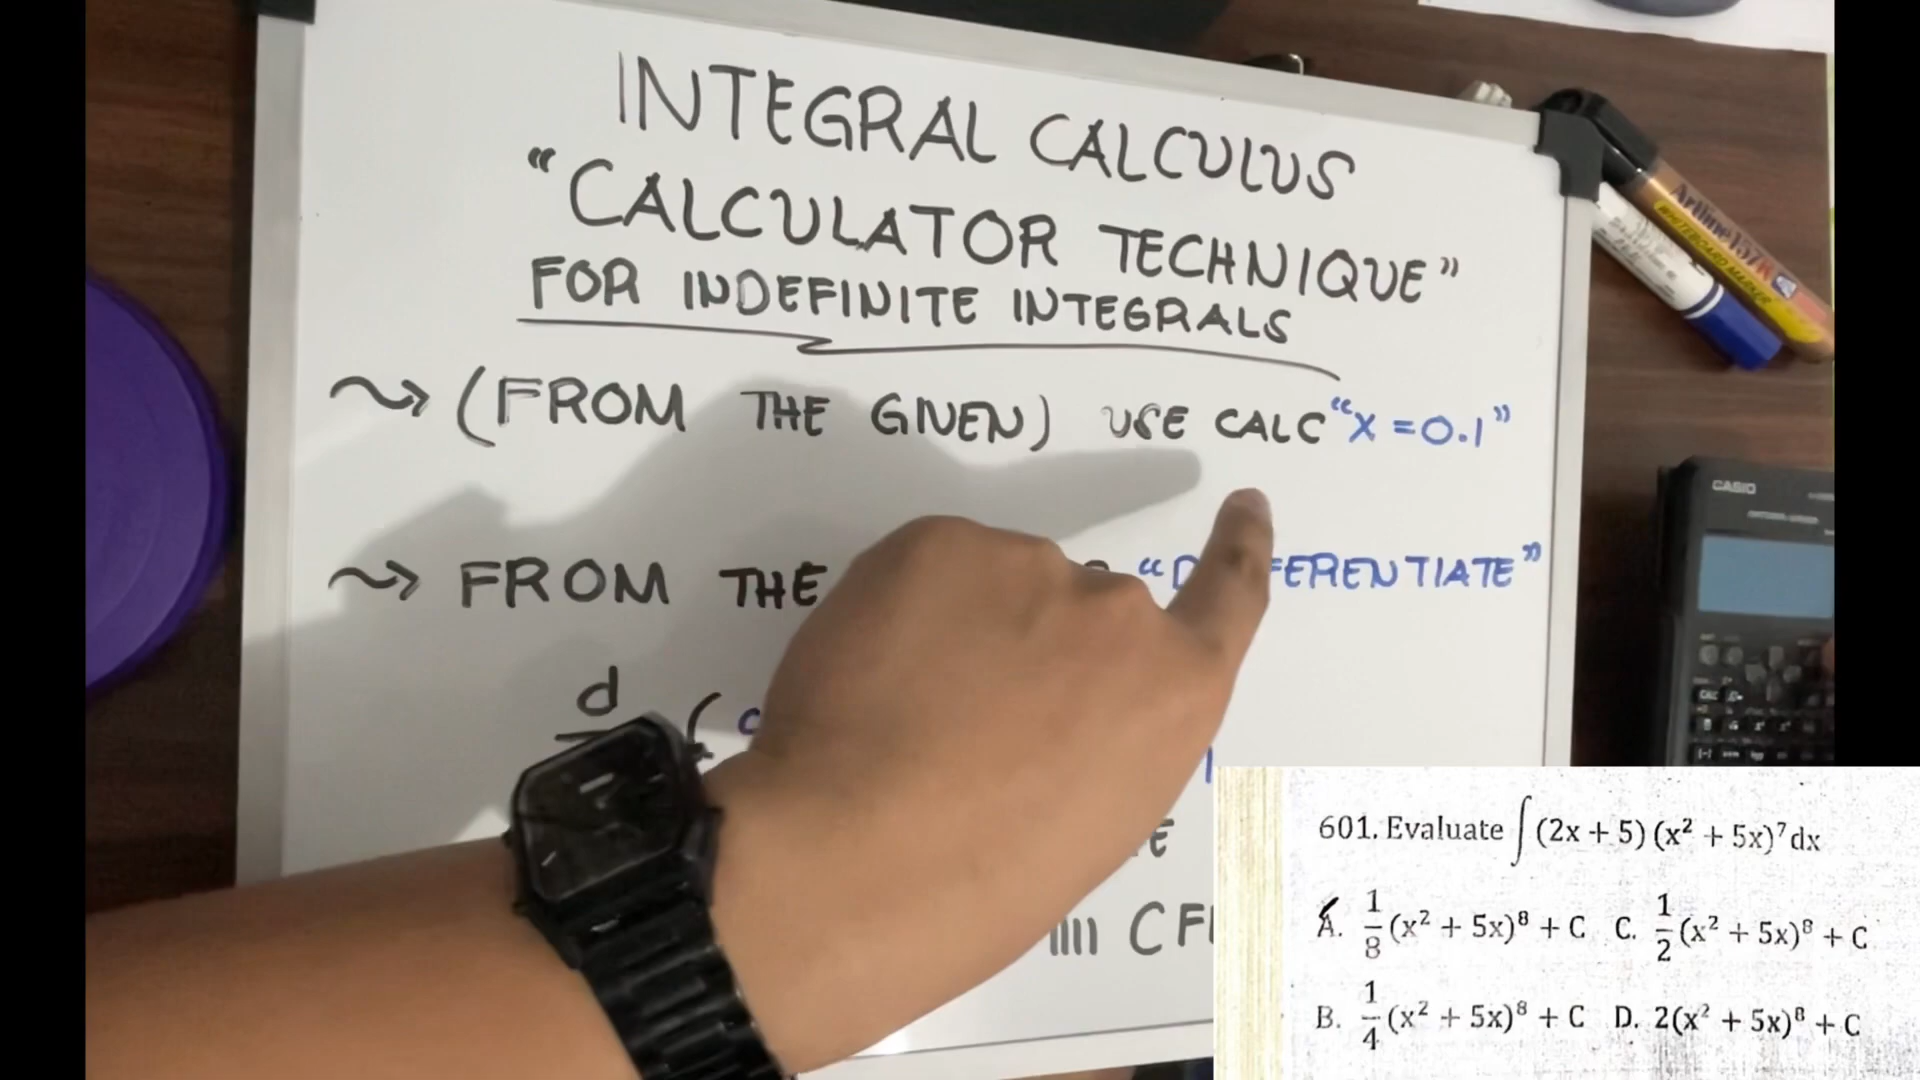 INTEGRAL CALCULUS
“CALCULATOR TECHNIQUE”
FOR INDEFINITE INTEGRALS
~> (FROM THE GIVEN) USE CALC “X = 0.1”
~> FROM THE “DIFFERENTIATE”
d (
CASIO
Artline 157R
WHITEBOARD MARKER
601. Evaluate ∫ (2x + 5) (x² + 5x)⁷ dx
A. 1/8 (x² + 5x)⁸ + C C. 1/2 (x² + 5x)⁸ + C
B. 1/4 (x² + 5x)⁸ + C D. 2(x² + 5x)⁸ + C